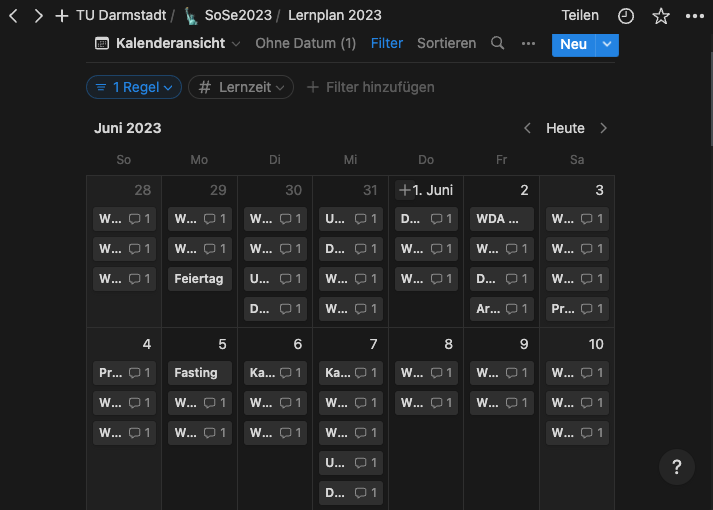 TU Darmstadt / SoSe2023 / Lernplan 2023 Teilen
Kalenderansicht Ohne Datum (1) Filter Sortieren Neu
1 Regel # Lernzeit + Filter hinzufügen
Juni 2023 Heute
So Mo Di Mi Do Fr Sa
28 29 30 31 1. Juni 2 3
W... 1 W... 1 W... 1 U... 1 D... 1 WDA ... W... 1
W... 1 W... 1 W... 1 D... 1 W... 1 W... 1 W... 1
W... 1 Feiertag U... 1 W... 1 W... 1 D... 1 W... 1
D... 1 W... 1 Ar... 1 Pr... 1
4 5 6 7 8 9 10
Pr... 1 Fasting Ka... 1 Ka... 1 W... 1 W... 1 W... 1
W... 1 W... 1 W... 1 W... 1 W... 1 W... 1 W... 1
W... 1 W... 1 W... 1 W... 1 W... 1
U... 1
D... 1
?